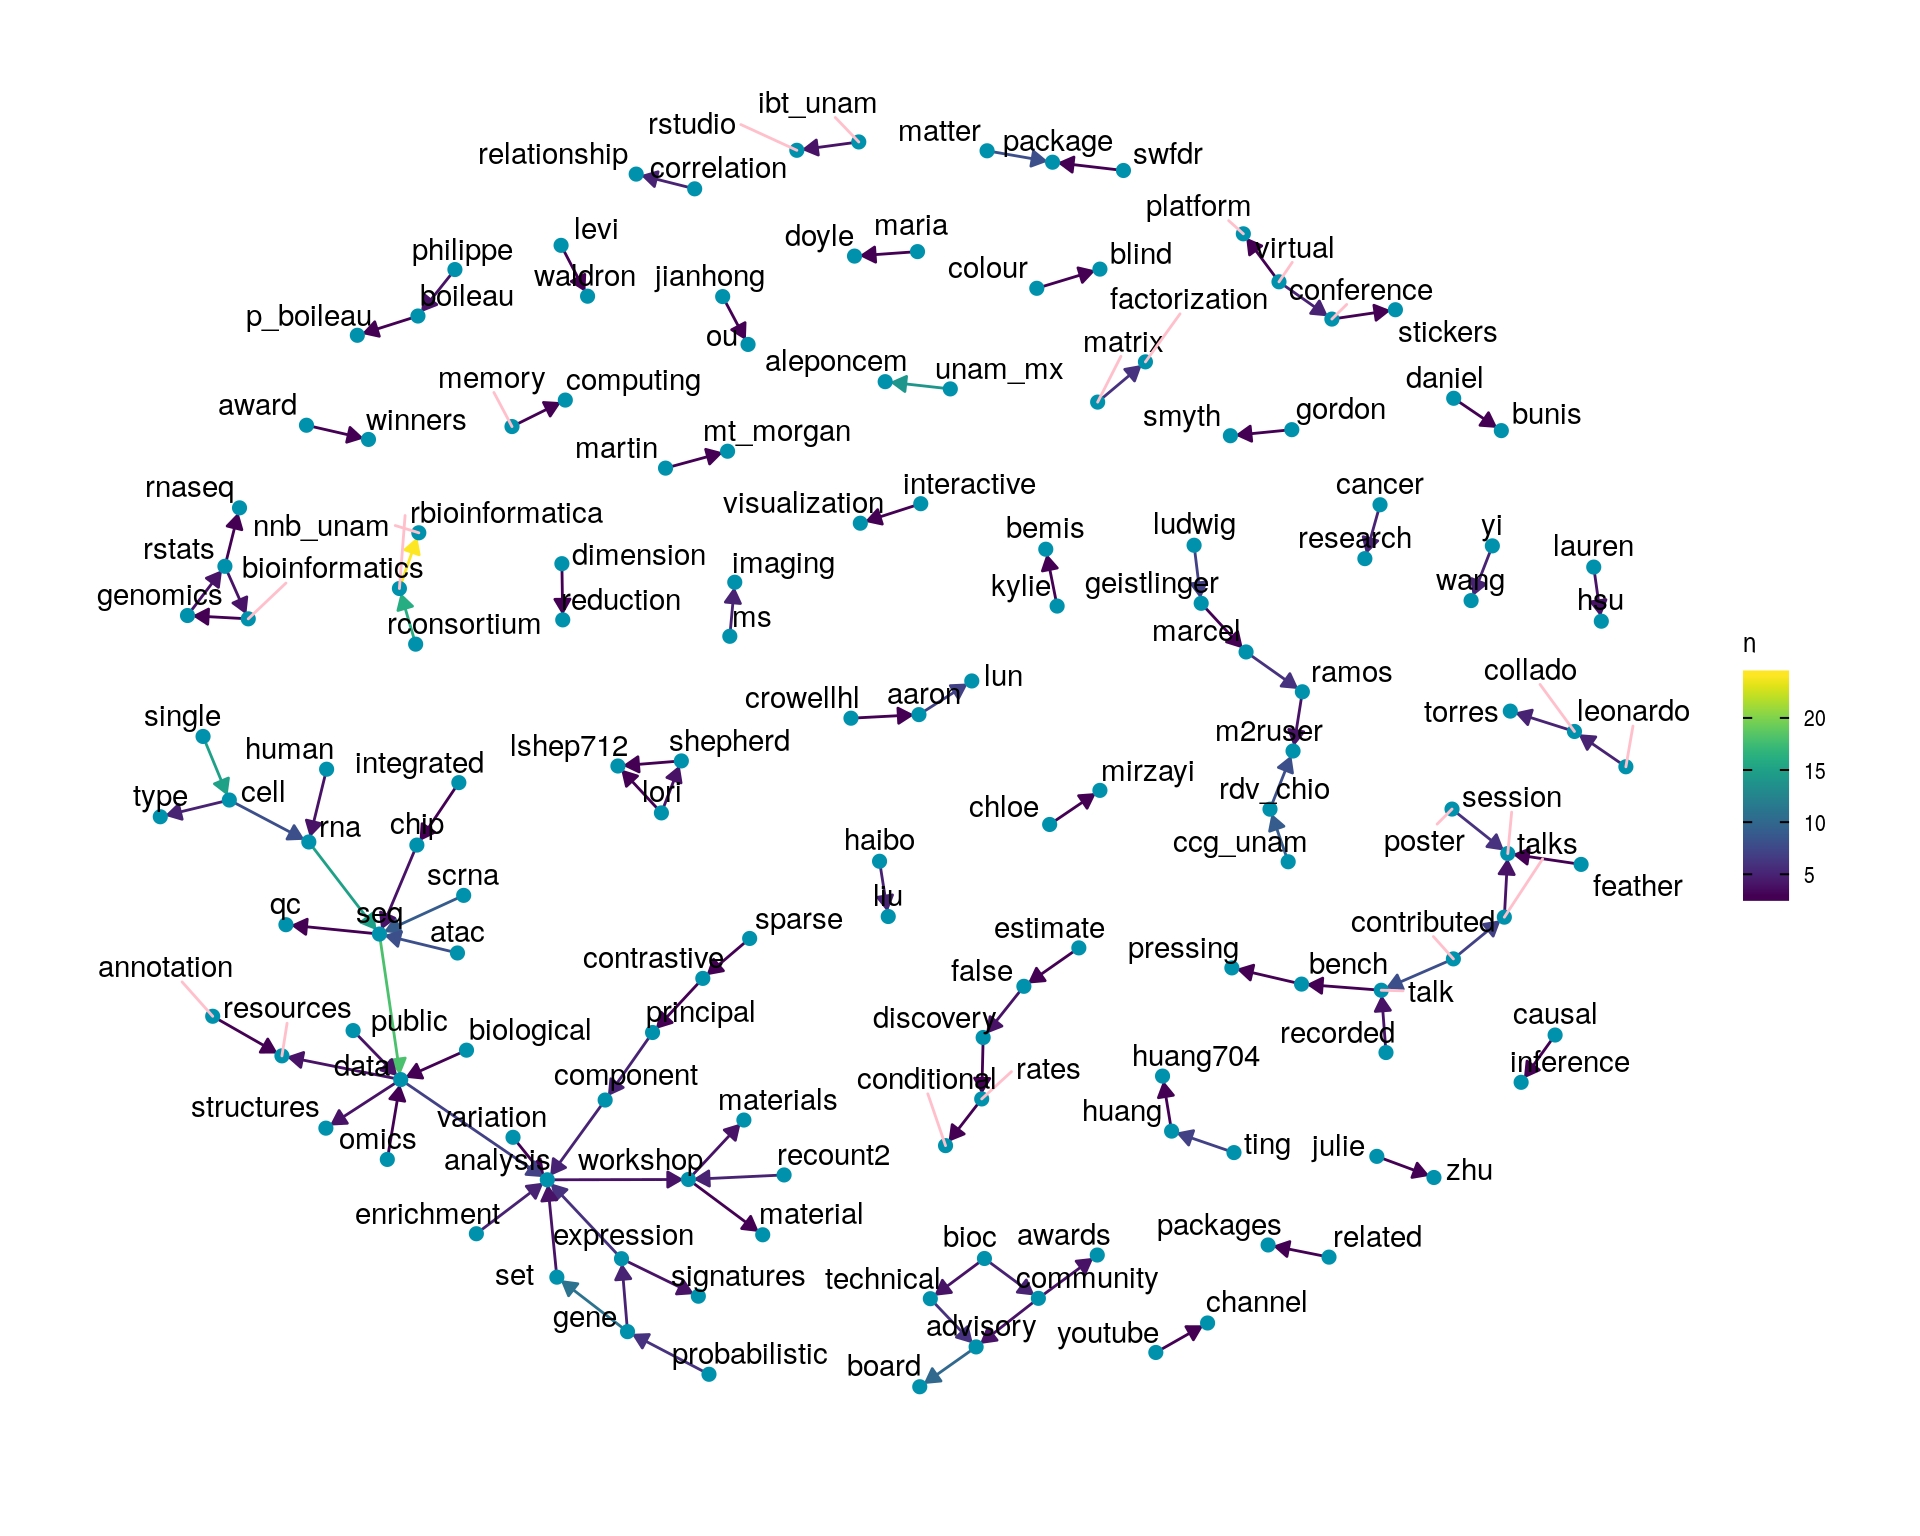 ibt_unam
rstudio
matter
package
swfdr
relationship
correlation
platform
levi
maria
doyle
virtual
philippe
blind
colour
waldron
jianhong
boileau
conference
factorization
p_boileau
stickers
ou
matrix
aleponcem
unam_mx
memory
computing
daniel
award
winners
smyth
gordon
bunis
martin
mt_morgan
rnaseq
interactive
cancer
visualization
nnb_unam
rbioinformatica
bemis
ludwig
yi
research
lauren
rstats
dimension
imaging
bioinformatics
kylie
geistlinger
wang
genomics
reduction
hsu
ms
rconsortium
marcel
lun
ramos
collado
crowellhl
aaron
torres
leonardo
single
human
lshep712
shepherd
m2ruser
integrated
type
cell
lori
chloe
mirzayi
rdv_chio
session
rna
chip
haibo
ccg_unam
poster
talks
scrna
feather
qc
seq
liu
atac
sparse
estimate
contributed
annotation
contrastive
false
pressing
bench
resources
public
biological
principal
discovery
talk
recorded
causal
data
component
conditional
rates
huang704
inference
structures
variation
materials
huang
omics
analysis
workshop
recount2
ting
julie
zhu
enrichment
material
expression
bioc
awards
packages
related
set
signatures
technical
community
gene
advisory
channel
probabilistic
board
youtube
n
20
15
10
5